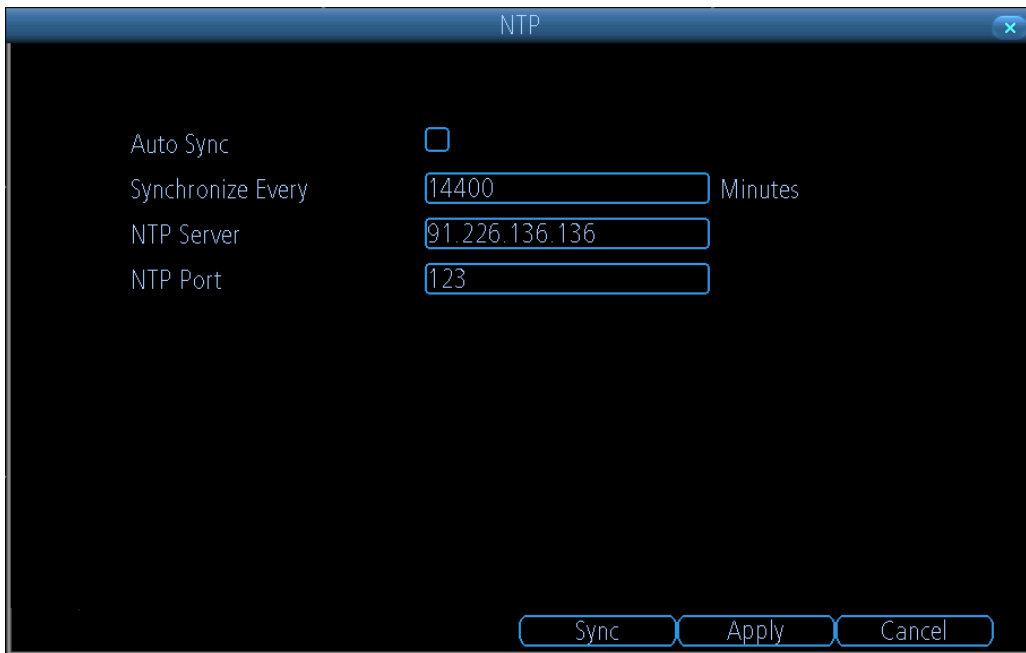 NTP
Auto Sync
Synchronize Every 14400 Minutes
NTP Server 91.226.136.136
NTP Port 123
Sync Apply Cancel